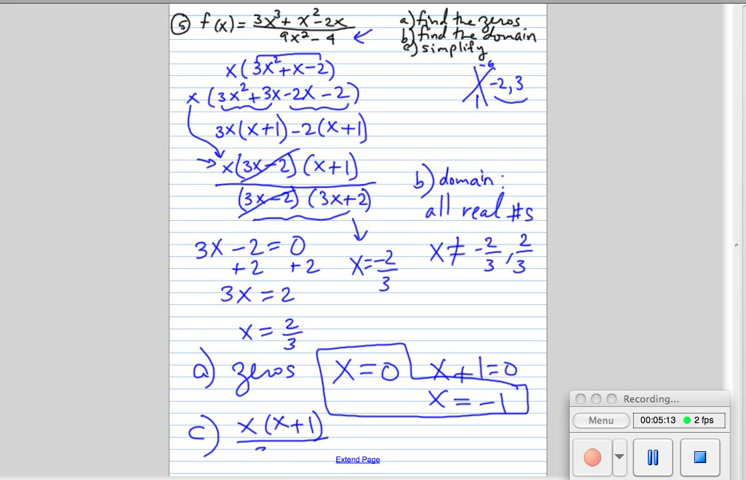 ⑤ f(x) = 3x³ + x² - 2x / 9x² - 4
a) find the zeros
b) find the domain
c) simplify
x(3x² + x - 2)
-6
1
-2, 3
x(3x² + 3x - 2x - 2)
3x(x+1) - 2(x+1)
x(3x-2)(x+1)
(3x-2)(3x+2)
b) domain:
all real #s
x ≠ -2/3, 2/3
3x - 2 = 0
+2 +2
x = -2/3
3x = 2
x = 2/3
a) zeros x = 0 x + 1 = 0
x = -1
c) x(x+1)
Extend Page
Recording...
Menu 00:05:13 2 fps